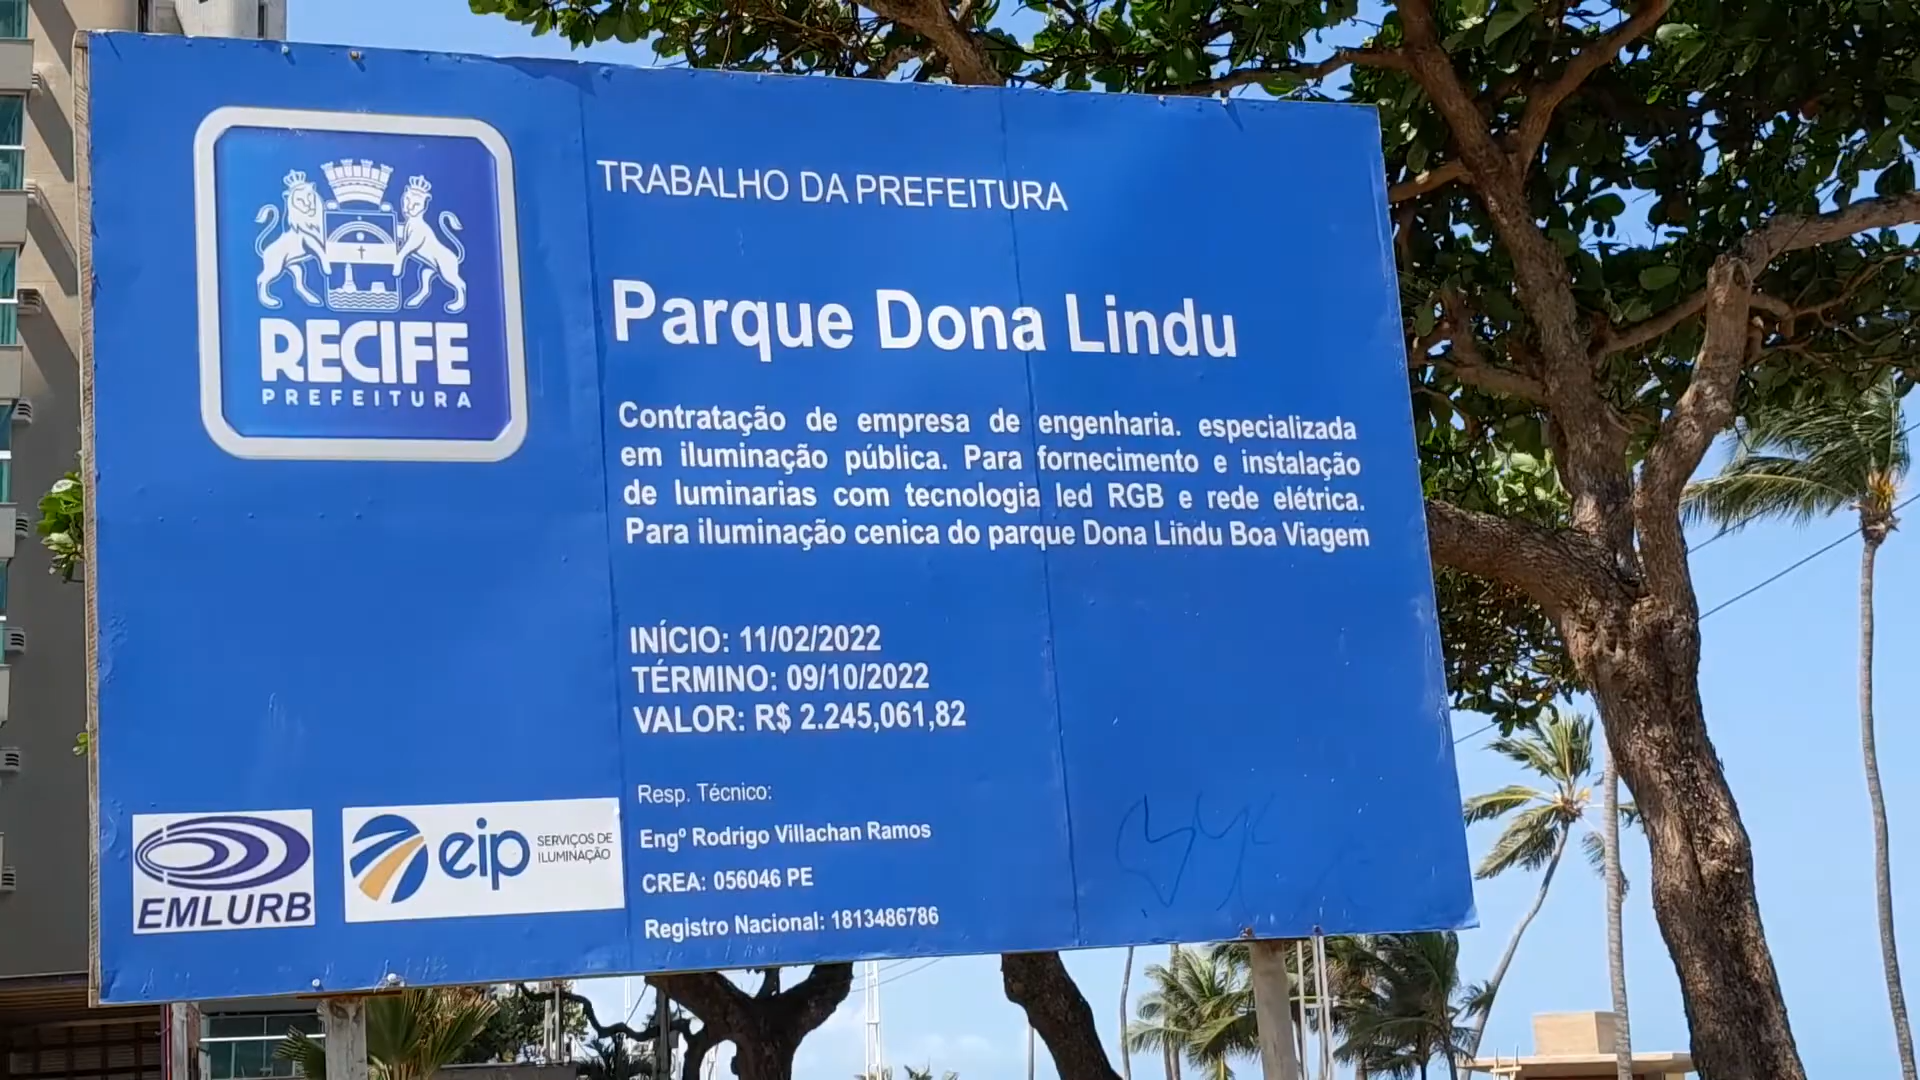 RECIFE
PREFEITURA
TRABALHO DA PREFEITURA
Parque Dona Lindu
Contratação de empresa de engenharia. especializada
em iluminação pública. Para fornecimento e instalação
de luminarias com tecnologia led RGB e rede elétrica.
Para iluminação cenica do parque Dona Lindu Boa Viagem
INÍCIO: 11/02/2022
TÉRMINO: 09/10/2022
VALOR: R$ 2.245,061,82
Resp. Técnico:
Engº Rodrigo Villachan Ramos
CREA: 056046 PE
Registro Nacional: 1813486786
EMLURB
eip SERVIÇOS DE
ILUMINAÇÃO